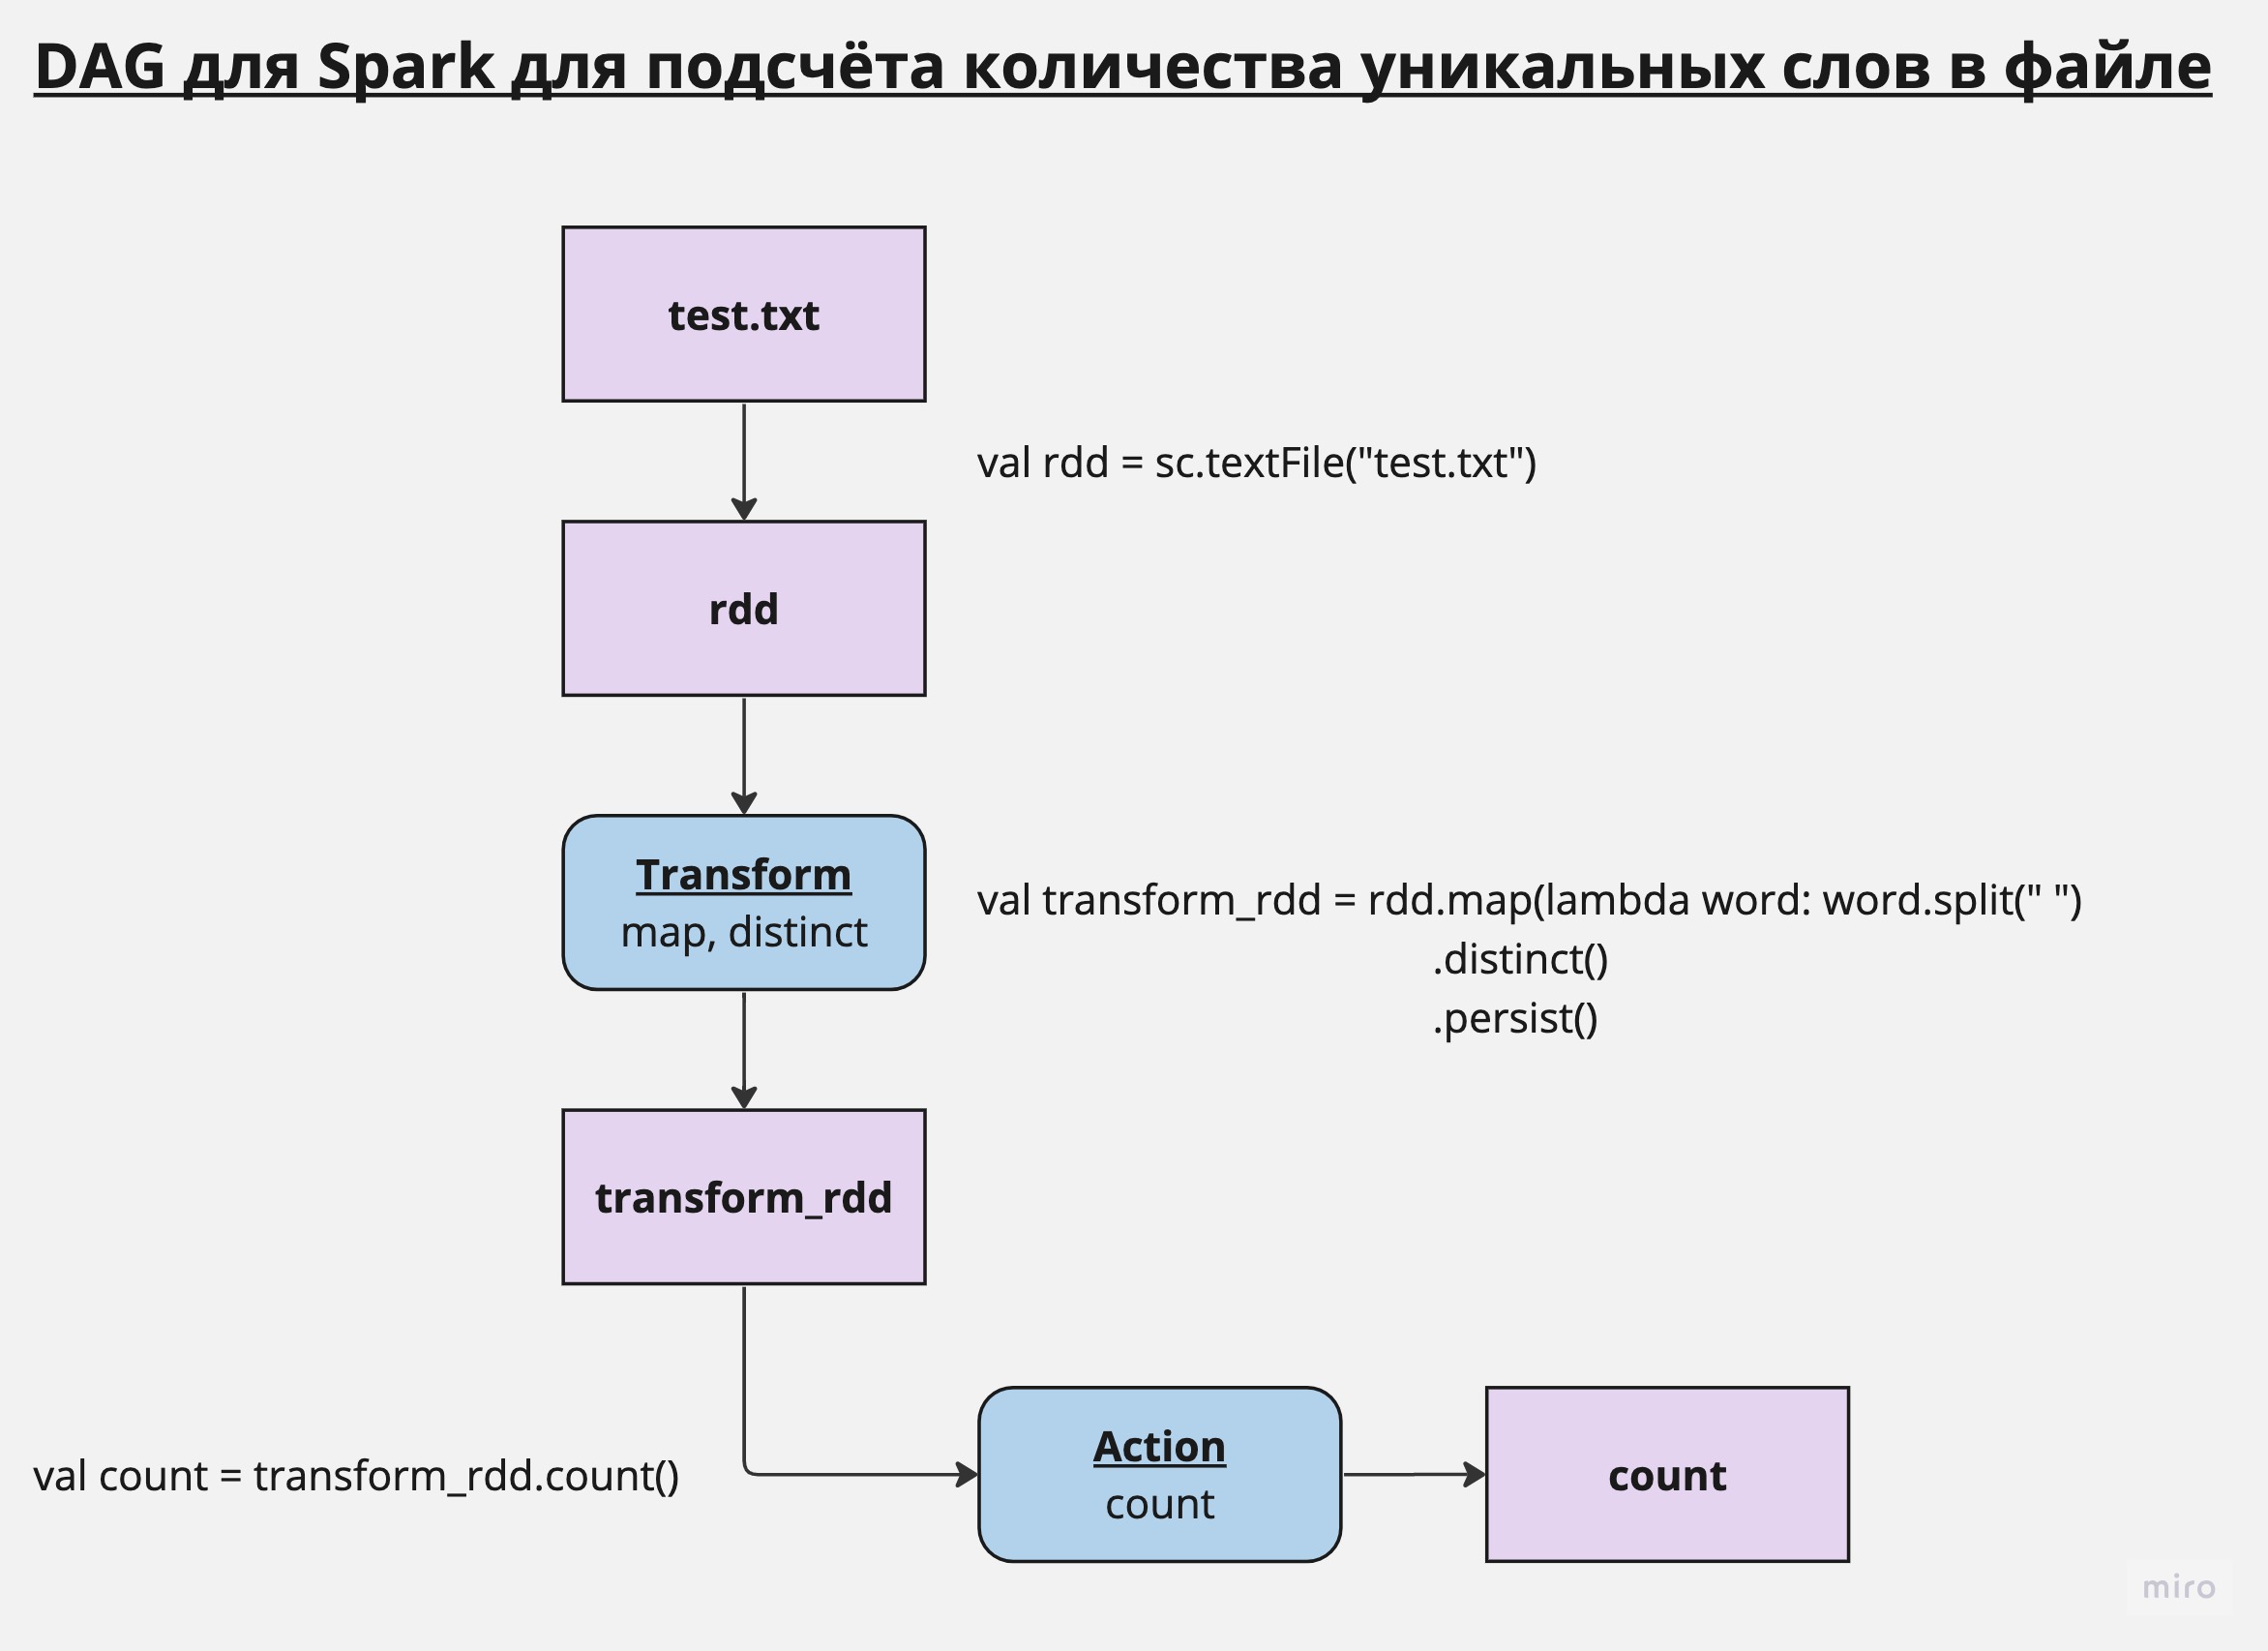 DAG для Spark для подсчёта количества уникальных слов в файле
test.txt
val rdd = sc.textFile("test.txt")
rdd
Transform
map, distinct
val transform_rdd = rdd.map(lambda word: word.split(" ")
.distinct()
.persist()
transform_rdd
val count = transform_rdd.count()
Action
count
count
miro